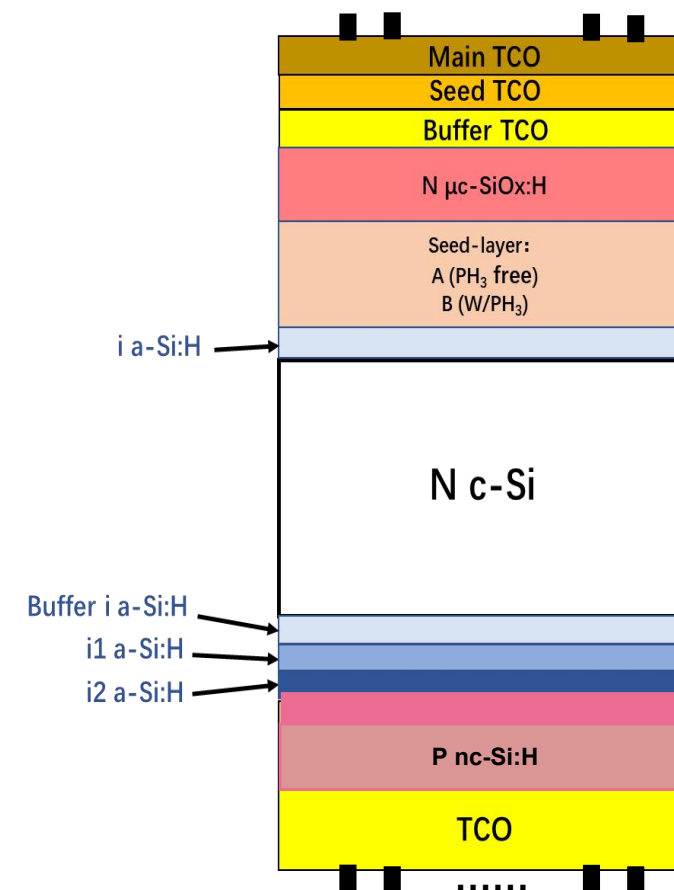 Main TCO
Seed TCO
Buffer TCO
N μc-SiOx:H
Seed-layer:
A (PH₃ free)
B (W/PH₃)
i a-Si:H
N c-Si
Buffer i a-Si:H
i1 a-Si:H
i2 a-Si:H
P nc-Si:H
TCO
......